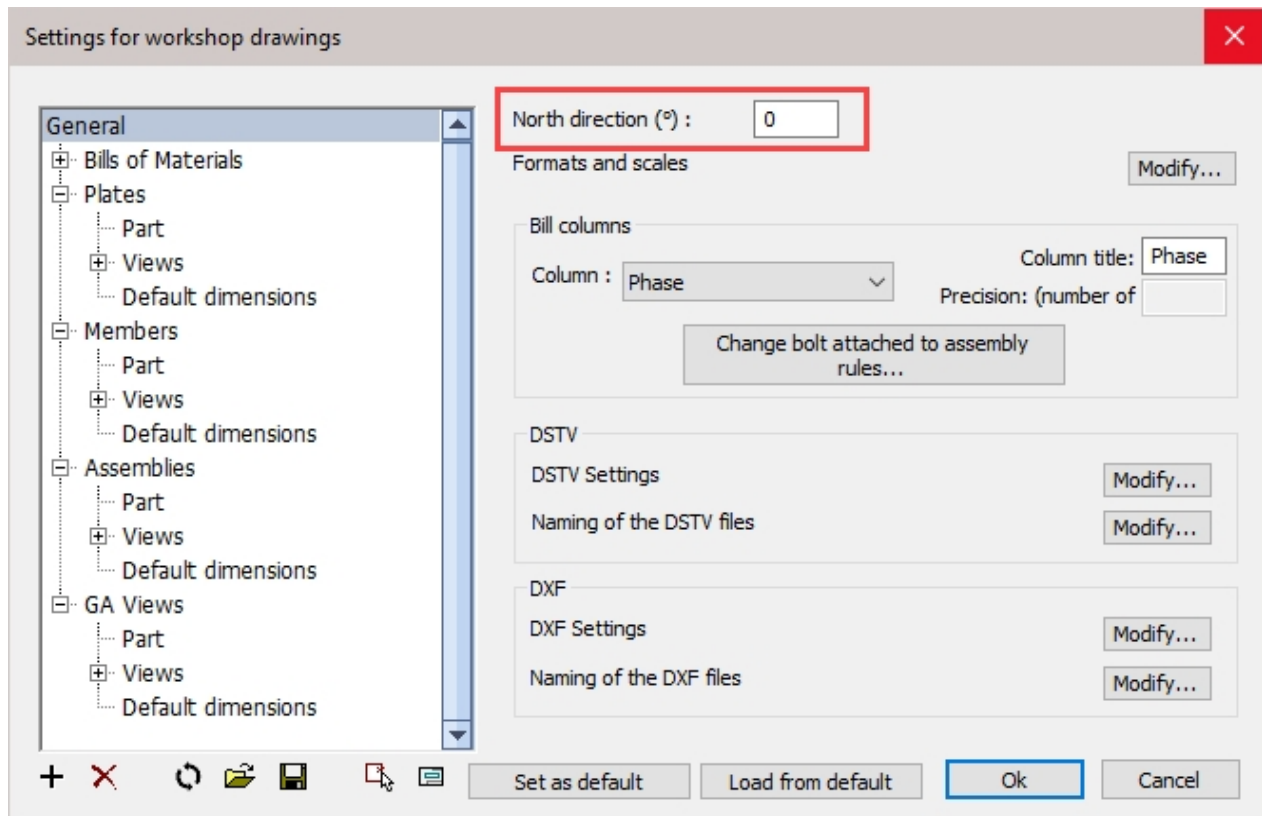 Settings for workshop drawings
General
Bills of Materials
Plates
Part
Views
Default dimensions
Members
Part
Views
Default dimensions
Assemblies
Part
Views
Default dimensions
GA Views
Part
Views
Default dimensions
North direction (°) : 0
Formats and scales Modify...
Bill columns
Column : Phase
Column title: Phase
Precision: (number of
Change bolt attached to assembly
rules...
DSTV
DSTV Settings Modify...
Naming of the DSTV files Modify...
DXF
DXF Settings Modify...
Naming of the DXF files Modify...
Set as default Load from default Ok Cancel